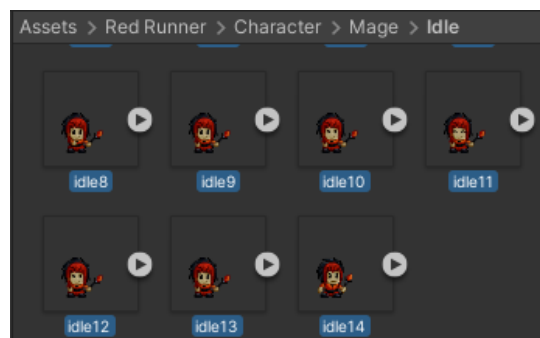 Assets > Red Runner > Character > Mage > Idle
idle8 idle9 idle10 idle11
idle12 idle13 idle14